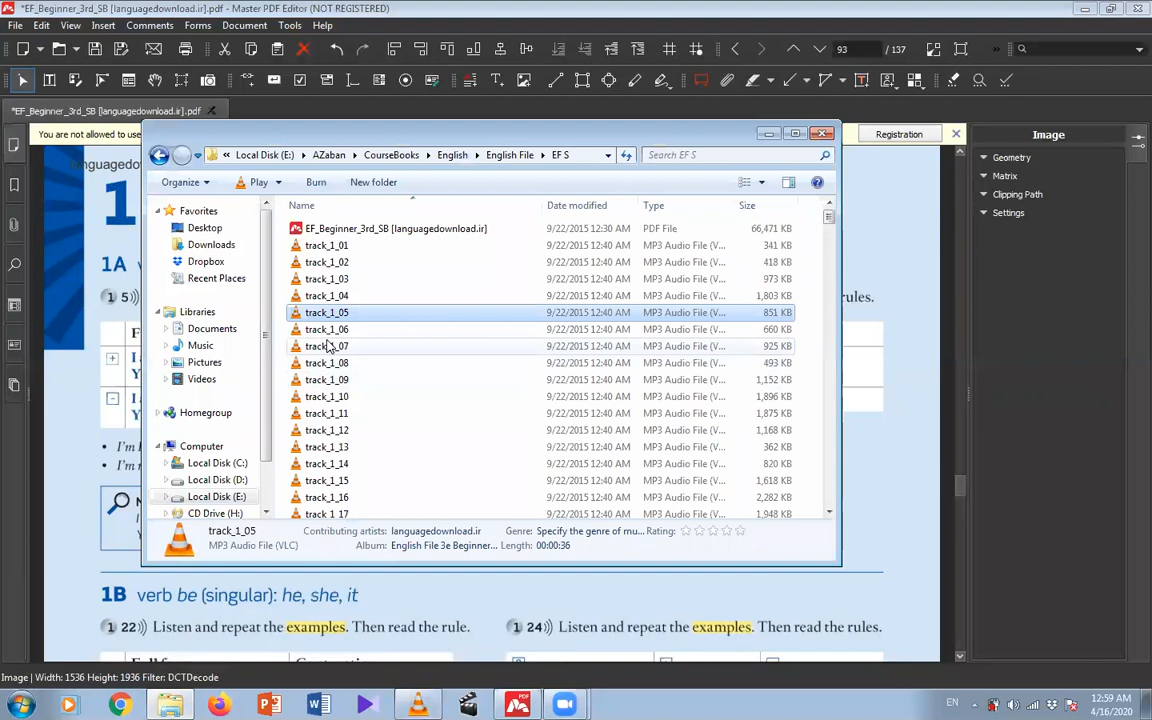 *EF_Beginner_3rd_SB [languagedownload.ir].pdf - Master PDF Editor (NOT REGISTERED)
File Edit View Insert Comments Forms Document Tools Help
93 / 137
*EF_Beginner_3rd_SB [languagedownload.ir].pdf
You are not allowed to use
Registration
Image
Geometry
Matrix
Clipping Path
Settings
languagedo
1
1A v
1 5
rules.
Local Disk (E:) AZaban CourseBooks English English File EF S
Search EF S
Organize Play Burn New folder
Favorites
Desktop
Downloads
Dropbox
Recent Places
Libraries
Documents
Music
Pictures
Videos
Homegroup
Computer
Local Disk (C:)
Local Disk (D:)
Local Disk (E:)
CD Drive (H:)
Name Date modified Type Size
EF_Beginner_3rd_SB [languagedownload.ir] 9/22/2015 12:30 AM PDF File 66,471 KB
track_1_01 9/22/2015 12:40 AM MP3 Audio File (V... 341 KB
track_1_02 9/22/2015 12:40 AM MP3 Audio File (V... 418 KB
track_1_03 9/22/2015 12:40 AM MP3 Audio File (V... 973 KB
track_1_04 9/22/2015 12:40 AM MP3 Audio File (V... 1,803 KB
track_1_05 9/22/2015 12:40 AM MP3 Audio File (V... 851 KB
track_1_06 9/22/2015 12:40 AM MP3 Audio File (V... 660 KB
track_1_07 9/22/2015 12:40 AM MP3 Audio File (V... 925 KB
track_1_08 9/22/2015 12:40 AM MP3 Audio File (V... 493 KB
track_1_09 9/22/2015 12:40 AM MP3 Audio File (V... 1,152 KB
track_1_10 9/22/2015 12:40 AM MP3 Audio File (V... 1,896 KB
track_1_11 9/22/2015 12:40 AM MP3 Audio File (V... 1,875 KB
track_1_12 9/22/2015 12:40 AM MP3 Audio File (V... 1,168 KB
track_1_13 9/22/2015 12:40 AM MP3 Audio File (V... 362 KB
track_1_14 9/22/2015 12:40 AM MP3 Audio File (V... 820 KB
track_1_15 9/22/2015 12:40 AM MP3 Audio File (V... 1,618 KB
track_1_16 9/22/2015 12:40 AM MP3 Audio File (V... 2,282 KB
track_1_17 9/22/2015 12:40 AM MP3 Audio File (V... 1,948 KB
track_1_05 Contributing artists: languagedownload.ir Genre: Specify the genre of mu... Rating:
MP3 Audio File (VLC) Album: English File 3e Beginner... Length: 00:00:36
1B verb be (singular): he, she, it
1 22 Listen and repeat the examples. Then read the rule.
1 24 Listen and repeat the examples. Then read the rules.
Image | Width: 1536 Height: 1936 Filter: DCTDecode
EN
12:59 AM
4/16/2020